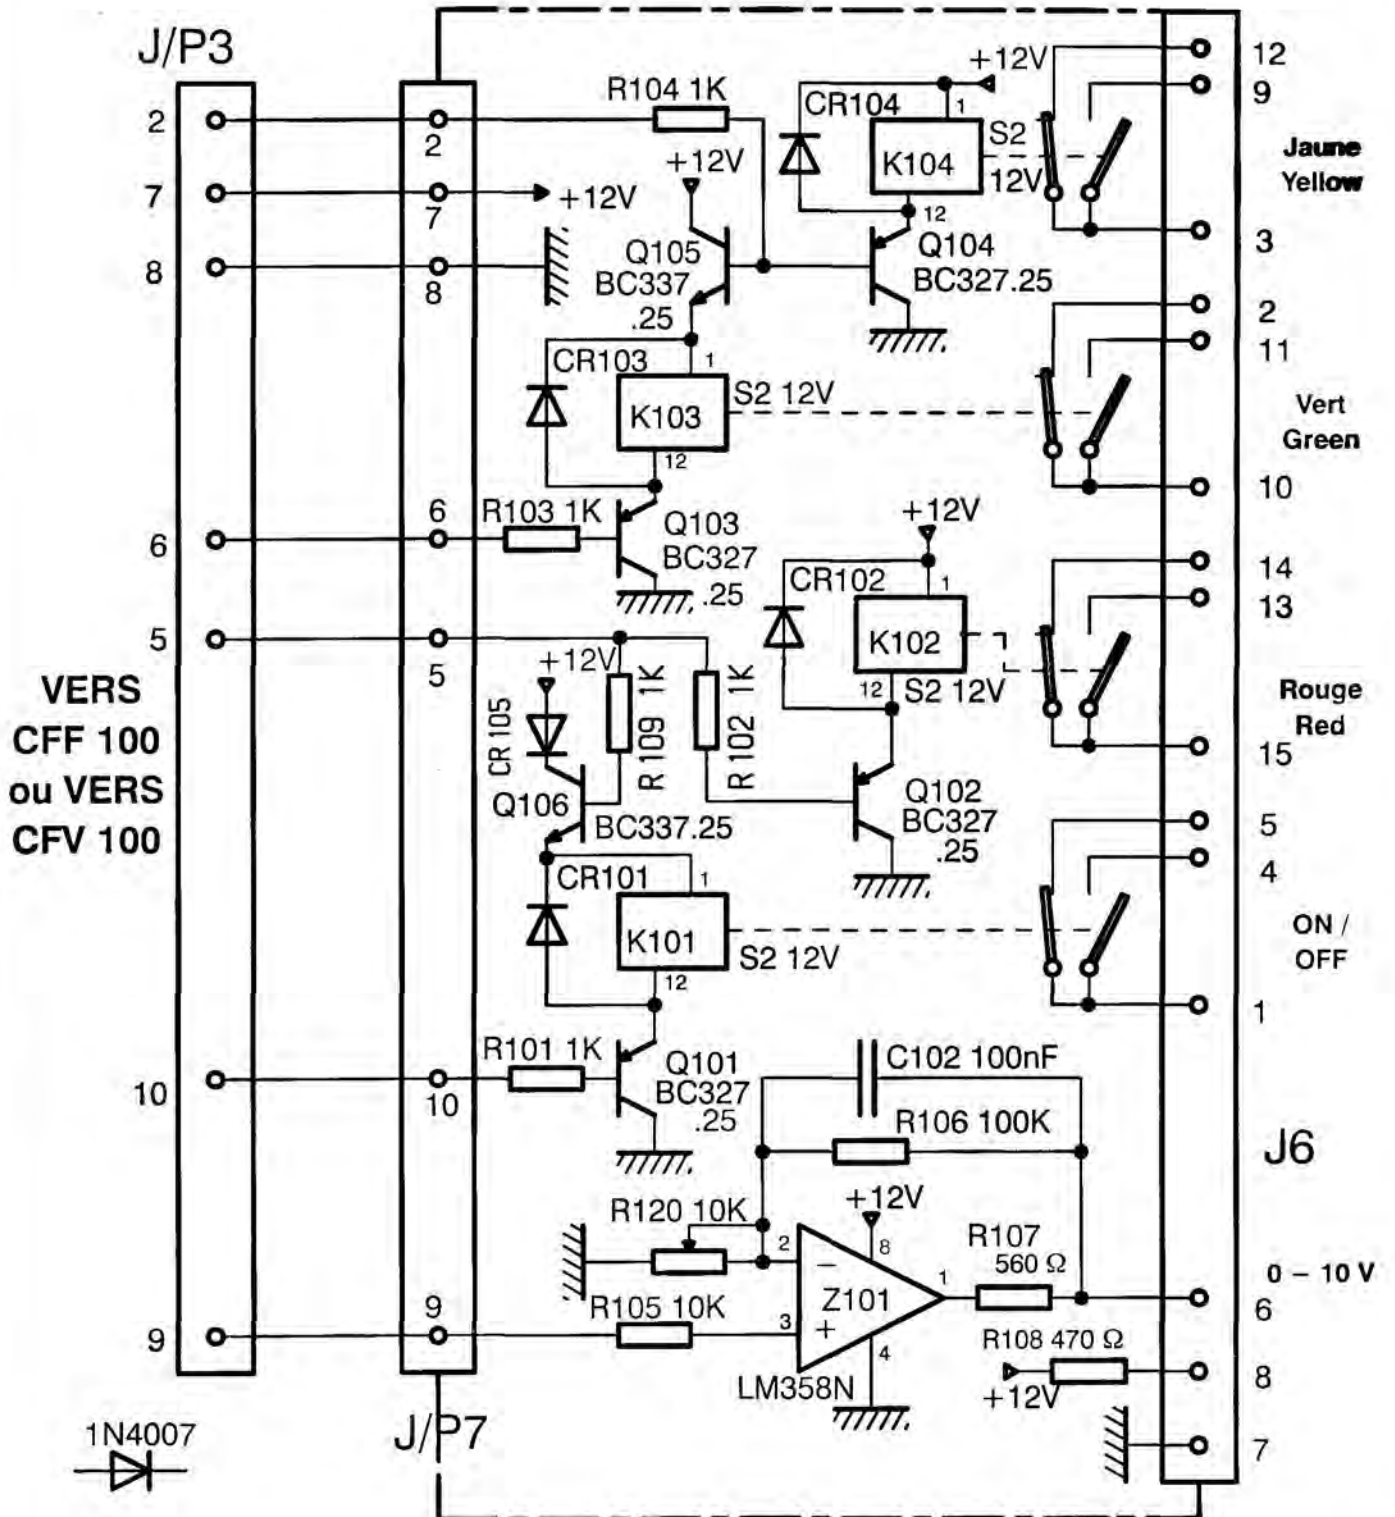 J/P3
2
7
8
6
5
10
9
VERS
CFF 100
ou VERS
CFV 100
1N4007
J/P7
2
7
8
6
5
10
9
R104 1K
+12V
+12V
Q105
BC337
.25
CR103
1
K103
S2 12V
12
R103 1K
Q103
BC327
.25
CR104
+12V
1
K104
S2
12V
12
Q104
BC327.25
+12V
CR 105
R 109 1K
R 102 1K
Q106
BC337.25
CR101
1
K101
S2 12V
12
R101 1K
Q101
BC327
.25
+12V
CR102
1
K102
12
S2 12V
Q102
BC327
.25
C102 100nF
R106 100K
R120 10K
+12V
2
8
−
Z101
1
+
3
4
LM358N
R105 10K
R107
560 Ω
R108 470 Ω
+12V
12
9
Jaune
Yellow
3
2
11
Vert
Green
10
14
13
Rouge
Red
15
5
4
ON /
OFF
1
J6
0 – 10 V
6
8
7